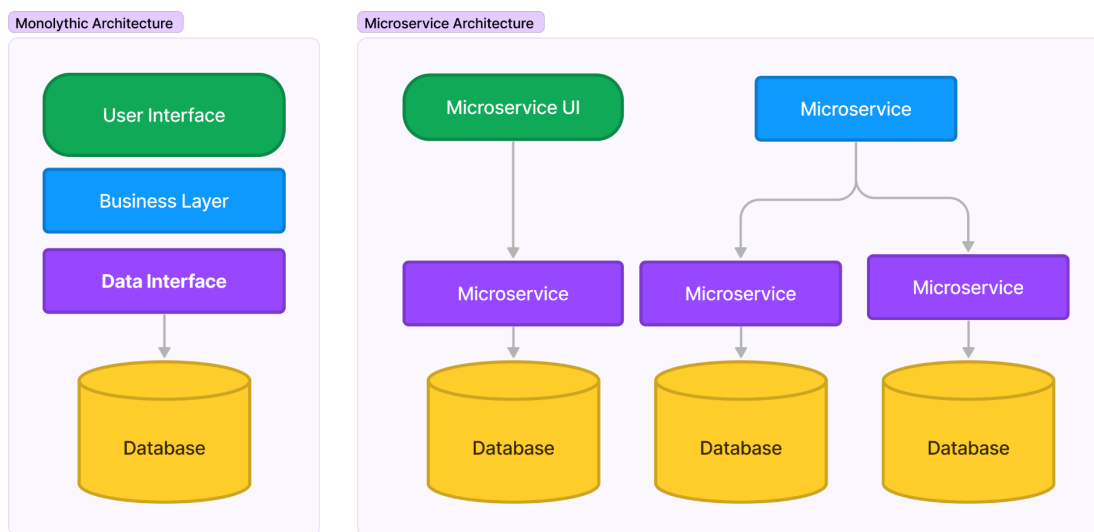 Monolythic Architecture
Microservice Architecture
User Interface
Business Layer
Data Interface
Database
Microservice UI
Microservice
Microservice
Microservice
Microservice
Database
Database
Database